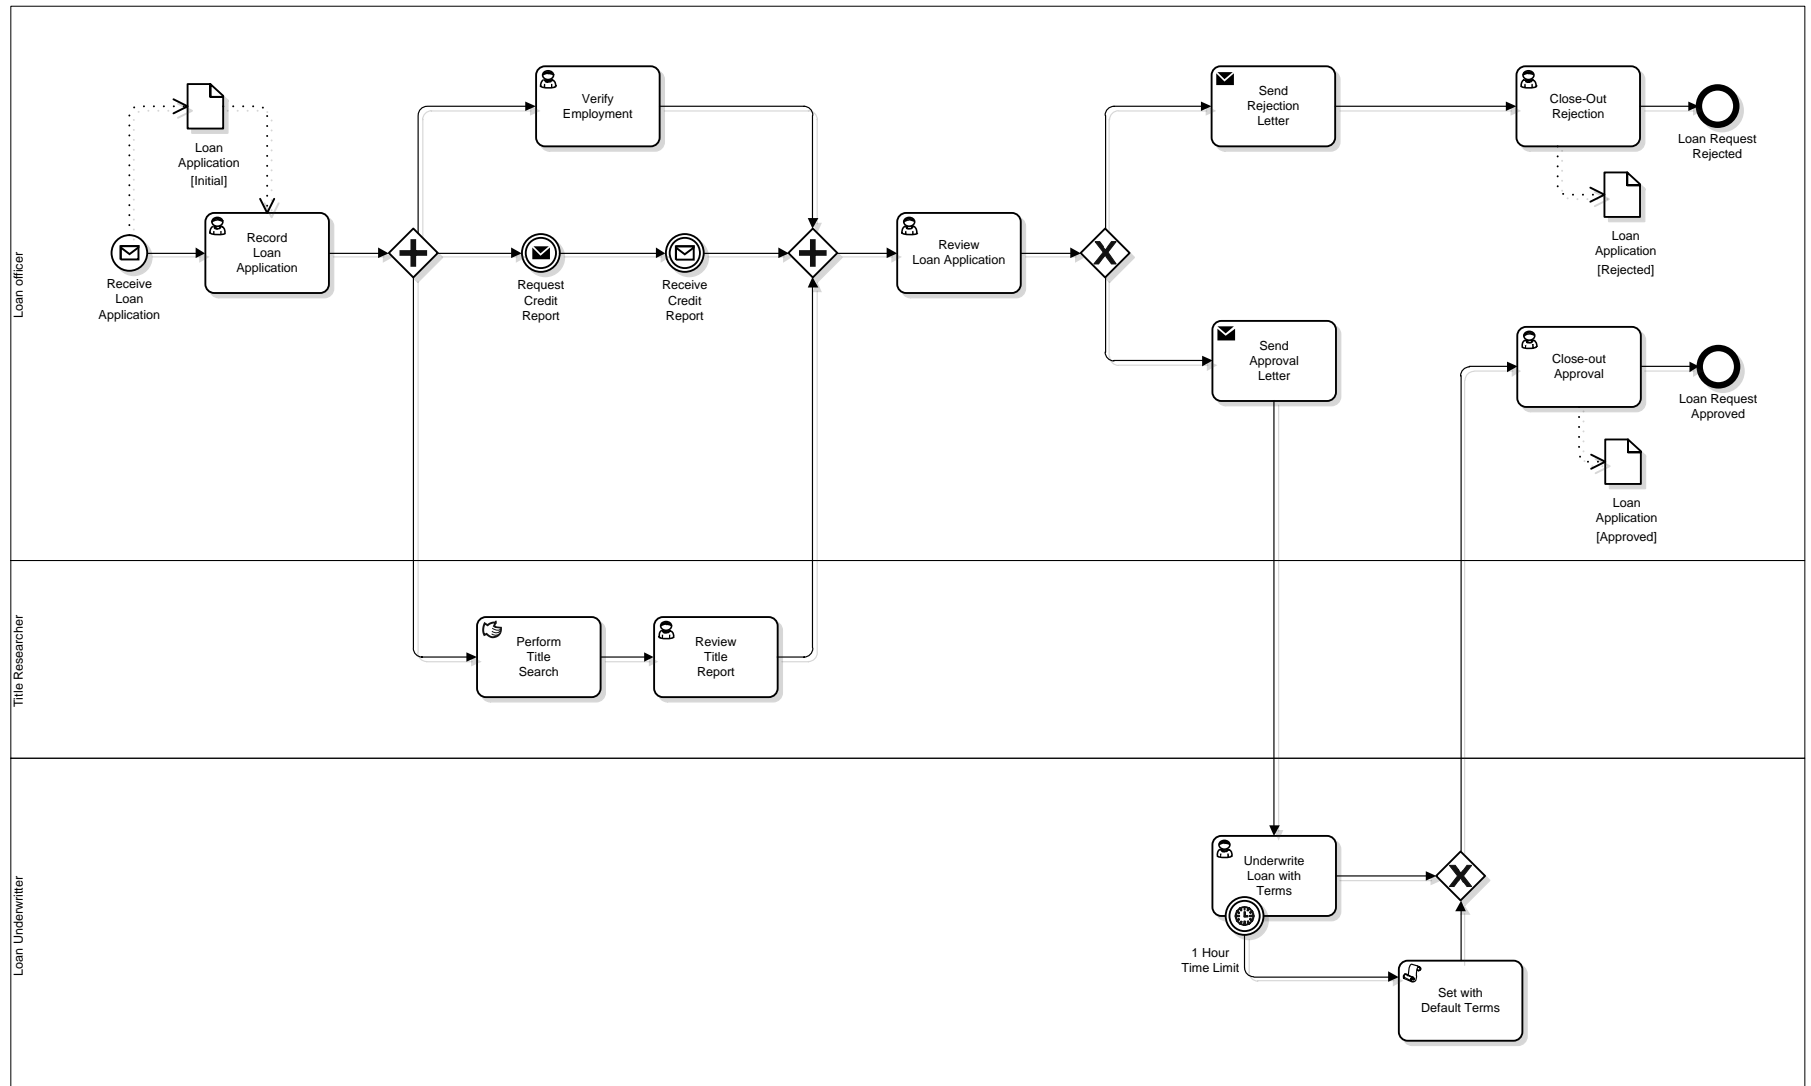 Loan officer
Loan
Application
[Initial]
Receive
Loan
Application
Record
Loan
Application
Verify
Employment
Request
Credit
Report
Receive
Credit
Report
Review
Loan Application
Send
Rejection
Letter
Close-Out
Rejection
Loan Request
Rejected
Loan
Application
[Rejected]
Send
Approval
Letter
Close-out
Approval
Loan Request
Approved
Loan
Application
[Approved]
Title Researcher
Perform
Title
Search
Review
Title
Report
Loan Underwritter
Underwrite
Loan with
Terms
1 Hour
Time Limit
Set with
Default Terms